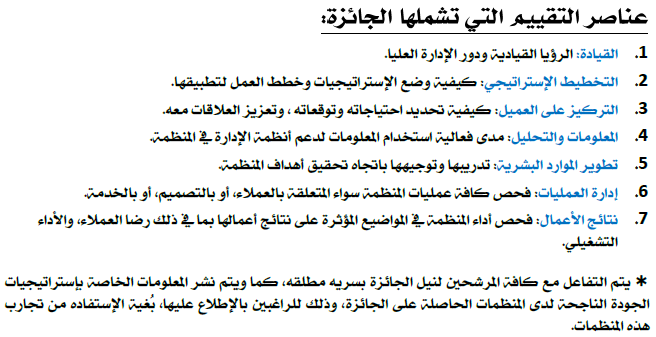 عناصر التقييم التي تشملها الجائزة:
1. القيادة: الرؤيا القيادية ودور الإدارة العليا.
2. التخطيط الإستراتيجي: كيفية وضع الإستراتيجيات وخطط العمل لتطبيقها.
3. التركيز على العميل: كيفية تحديد احتياجاته وتوقعاته ، وتعزيز العلاقات معه.
4. المعلومات والتحليل: مدى فعالية استخدام المعلومات لدعم أنظمة الإدارة في المنظمة.
5. تطوير الموارد البشرية: تدريبها وتوجيهها باتجاه تحقيق أهداف المنظمة.
6. إدارة العمليات: فحص كافة عمليات المنظمة سواء المتعلقة بالعملاء، أو بالتصميم، أو بالخدمة.
7. نتائج الأعمال: فحص أداء المنظمة في المواضيع المؤثرة على نتائج أعمالها بما في ذلك رضا العملاء، والأداء
التشغيلي.
* يتم التفاعل مع كافة المرشحين لنيل الجائزة بسريه مطلقه، كما ويتم نشر المعلومات الخاصة بإستراتيجيات
الجودة الناجحة لدى المنظمات الحاصلة على الجائزة، وذلك للراغبين بالإطلاع عليها، بُغية الإستفاده من تجارب
هذه المنظمات.